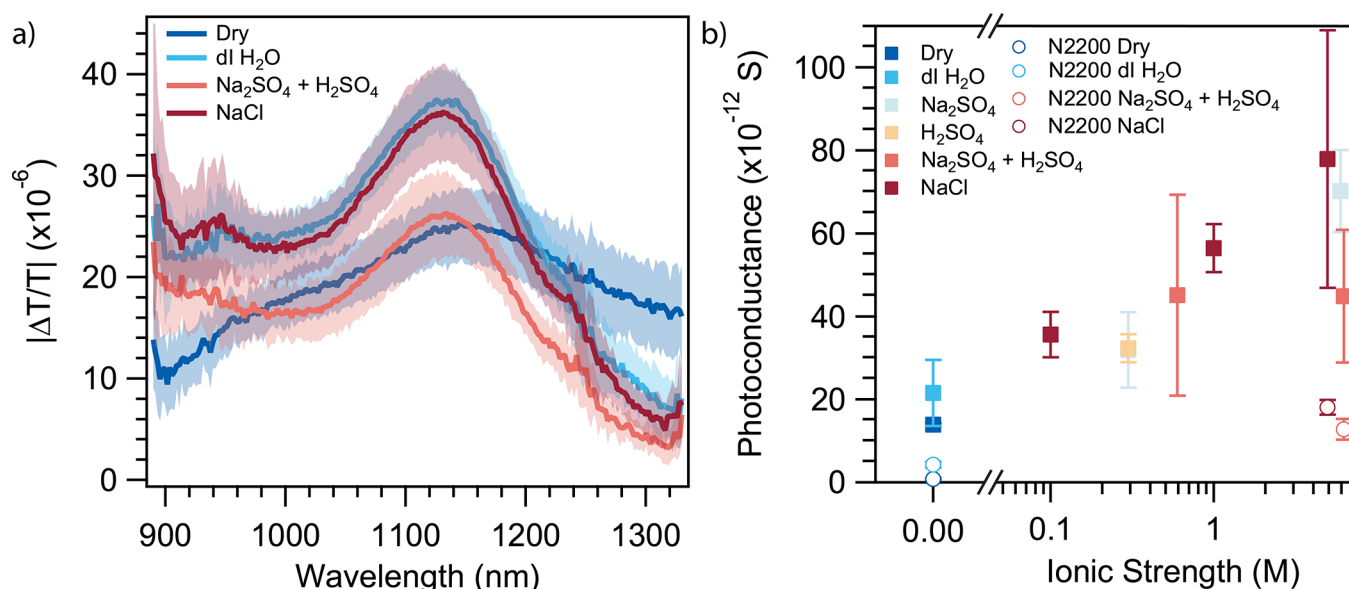 a)
Dry
dI H₂O
Na₂SO₄ + H₂SO₄
NaCl
|ΔT/T| (x10⁻⁶)
40
30
20
10
0
900
1000
1100
1200
1300
Wavelength (nm)
b)
Dry
dI H₂O
Na₂SO₄
H₂SO₄
Na₂SO₄ + H₂SO₄
NaCl
N2200 Dry
N2200 dI H₂O
N2200 Na₂SO₄ + H₂SO₄
N2200 NaCl
Photoconductance (x10⁻¹² S)
100
80
60
40
20
0
0.00
0.1
1
Ionic Strength (M)